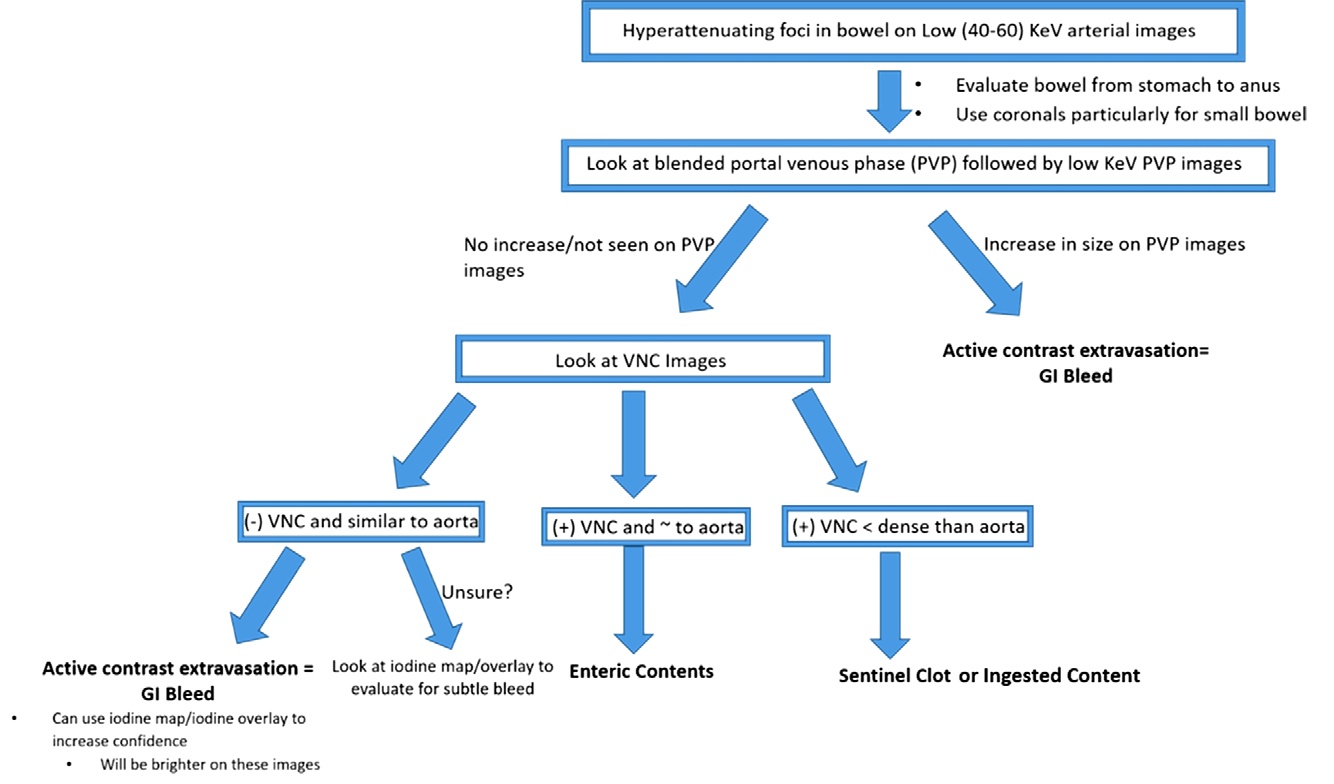 Hyperattenuating foci in bowel on Low (40-60) KeV arterial images
• Evaluate bowel from stomach to anus
• Use coronals particularly for small bowel
Look at blended portal venous phase (PVP) followed by low KeV PVP images
No increase/not seen on PVP
images
Increase in size on PVP images
Look at VNC Images
Active contrast extravasation=
GI Bleed
(-) VNC and similar to aorta
(+) VNC and ~ to aorta
(+) VNC < dense than aorta
Unsure?
Active contrast extravasation =
GI Bleed
• Can use iodine map/iodine overlay to
increase confidence
• Will be brighter on these images
Look at iodine map/overlay to
evaluate for subtle bleed
Enteric Contents
Sentinel Clot or Ingested Content